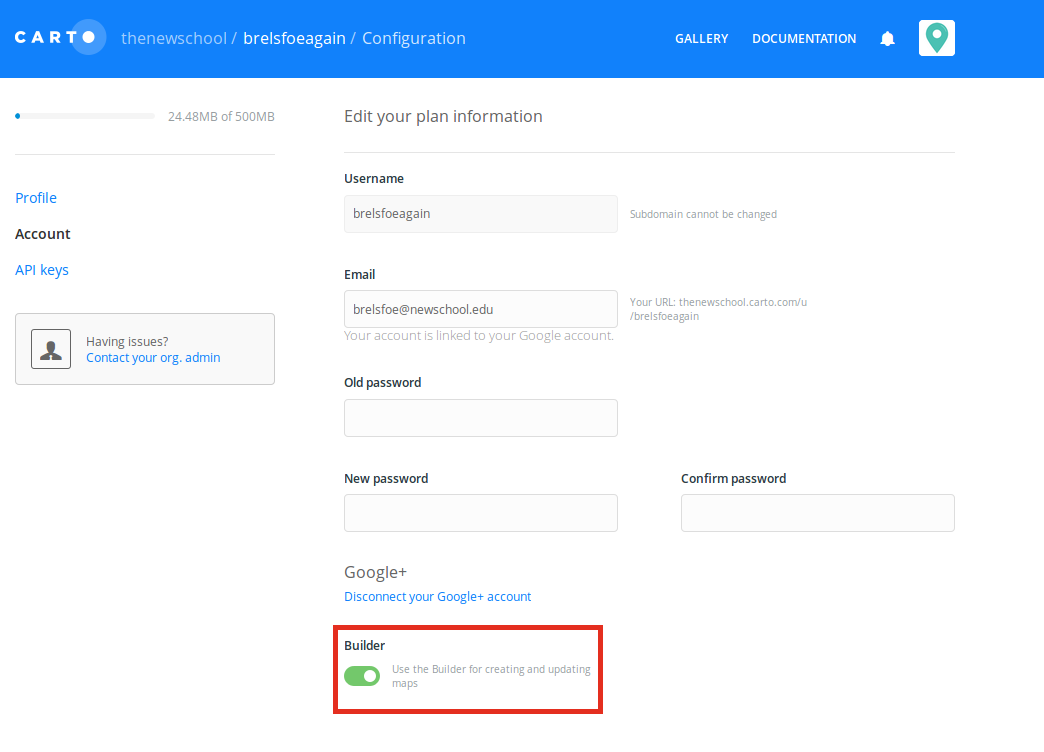 CARTO thenewschool / brelsfoeagain / Configuration GALLERY DOCUMENTATION
24.48MB of 500MB
Edit your plan information
Profile
Account
API keys
Having issues?
Contact your org. admin
Username
brelsfoeagain
Subdomain cannot be changed
Email
brelsfoe@newschool.edu
Your URL: thenewschool.carto.com/u
/brelsfoeagain
Your account is linked to your Google account.
Old password
New password
Confirm password
Google+
Disconnect your Google+ account
Builder
Use the Builder for creating and updating
maps